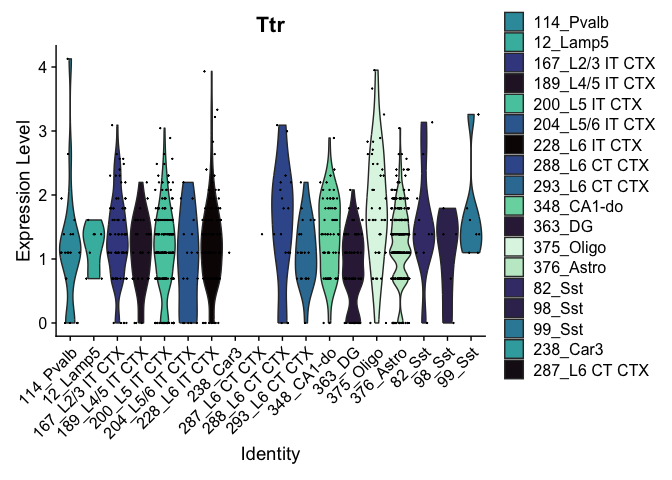 Ttr
Expression Level
4
3
2
1
0
114_Pvalb
12_Lamp5
167_L2/3 IT CTX
189_L4/5 IT CTX
200_L5 IT CTX
204_L5/6 IT CTX
228_L6 IT CTX
238_Car3
287_L6 CT CTX
288_L6 CT CTX
293_L6 CT CTX
348_CA1-do
363_DG
375_Oligo
376_Astro
82_Sst
98_Sst
99_Sst
Identity
114_Pvalb
12_Lamp5
167_L2/3 IT CTX
189_L4/5 IT CTX
200_L5 IT CTX
204_L5/6 IT CTX
228_L6 IT CTX
288_L6 CT CTX
293_L6 CT CTX
348_CA1-do
363_DG
375_Oligo
376_Astro
82_Sst
98_Sst
99_Sst
238_Car3
287_L6 CT CTX